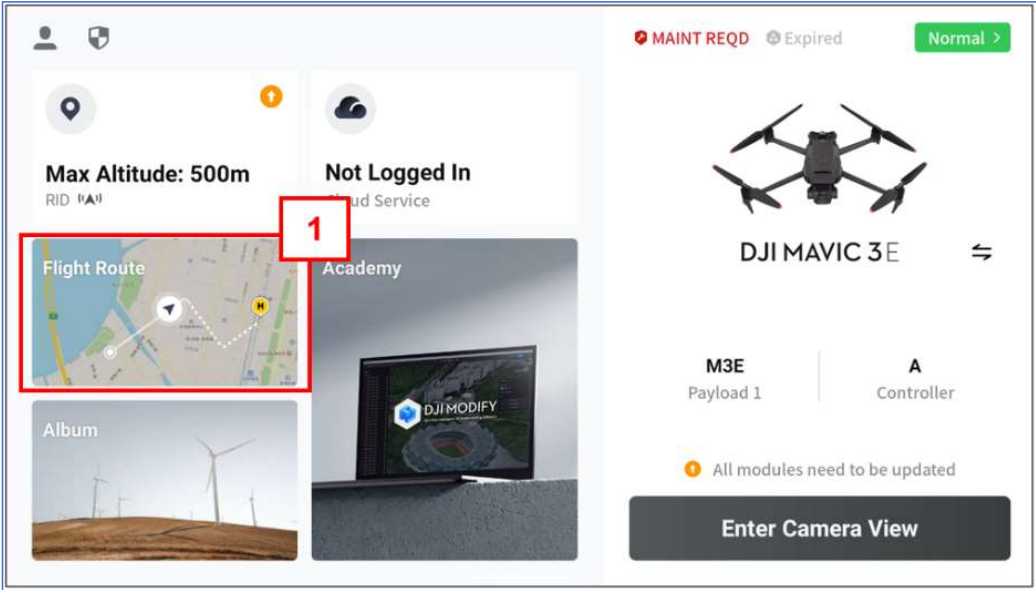 MAINT REQD
Expired
Normal >
Max Altitude: 500m
RID
Not Logged In
ud Service
1
Flight Route
H
Academy
DJI MODIFY
Album
DJI MAVIC 3E
M3E
Payload 1
A
Controller
All modules need to be updated
Enter Camera View